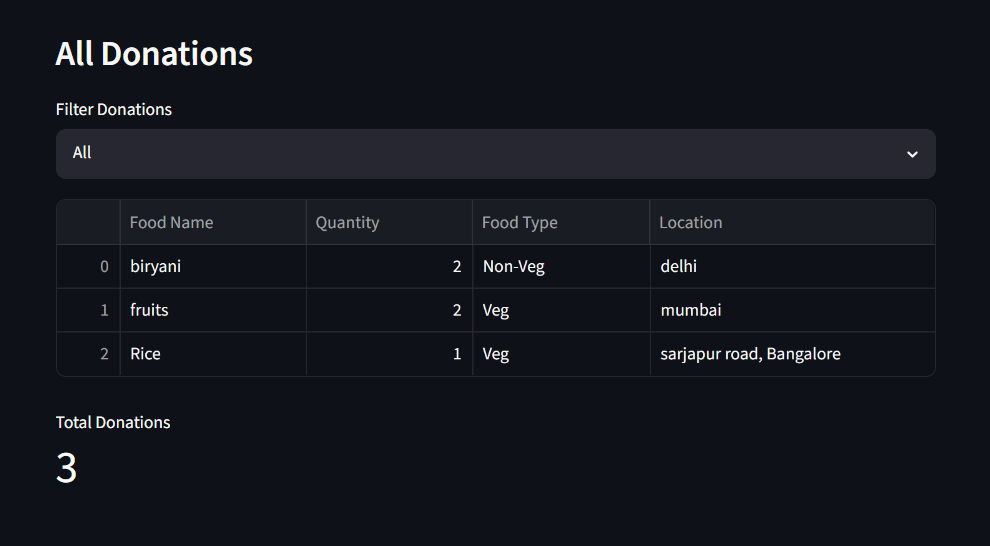 All Donations
Filter Donations
All
Food Name Quantity Food Type Location
0 biryani 2 Non-Veg delhi
1 fruits 2 Veg mumbai
2 Rice 1 Veg sarjapur road, Bangalore
Total Donations
3